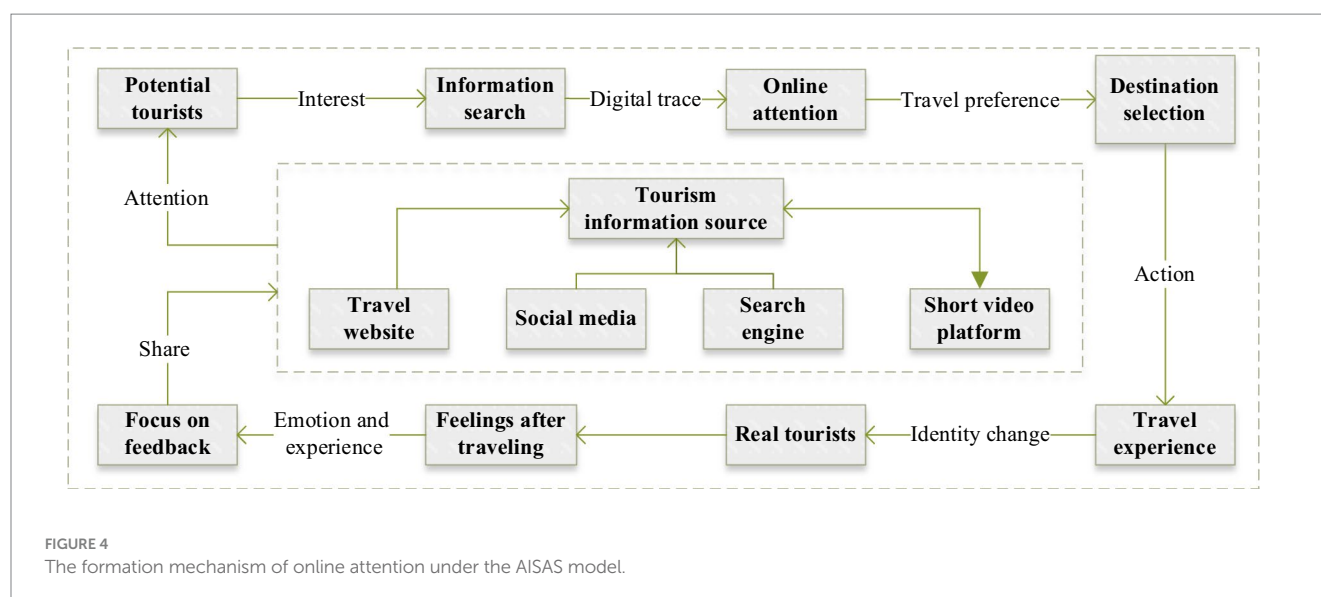 Potential
tourists
Interest
Information
search
Digital trace
Online
attention
Travel preference
Destination
selection
Attention
Tourism
information source
Action
Travel
website
Social media
Search
engine
Short video
platform
Share
Focus on
feedback
Emotion and
experience
Feelings after
traveling
Real tourists
Identity change
Travel
experience
FIGURE 4
The formation mechanism of online attention under the AISAS model.